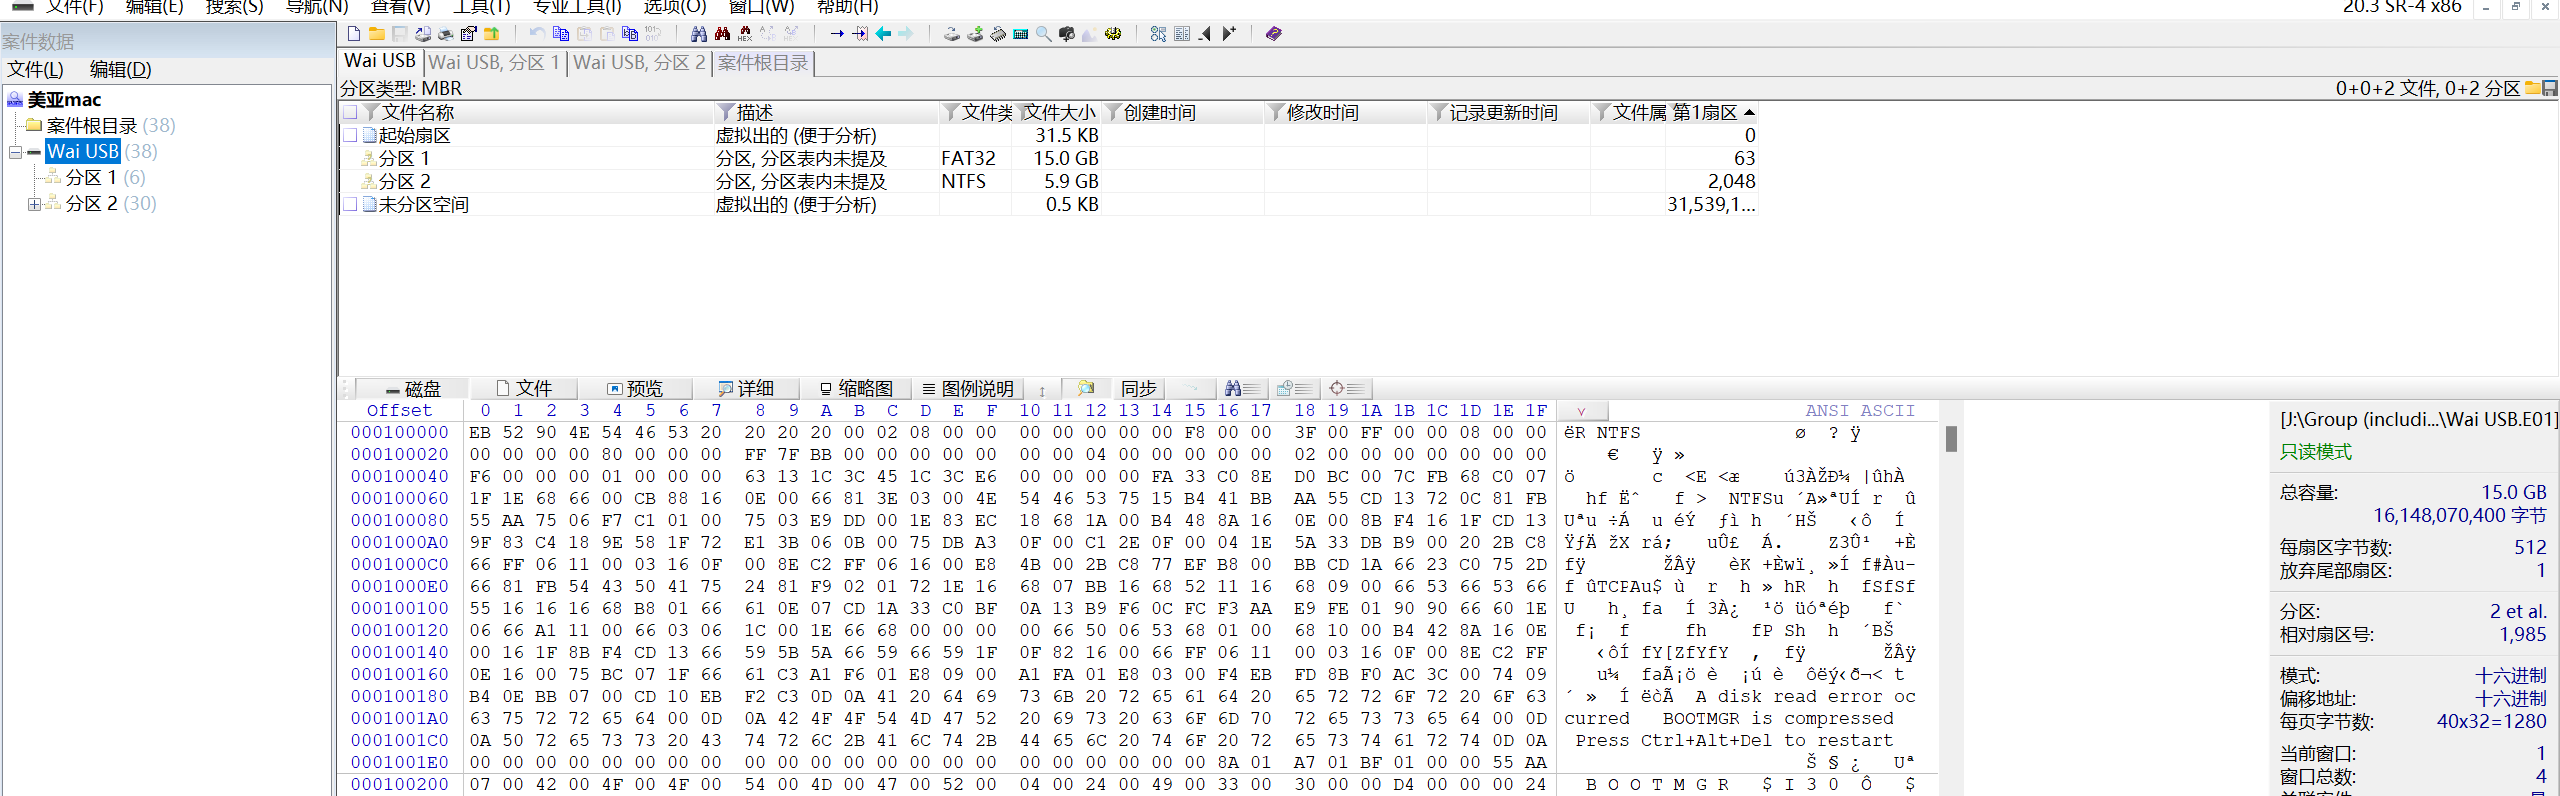 文件(F) 编辑(E) 搜索(S) 导航(N) 查看(V) 工具(T) 专业工具(I) 选项(O) 窗口(W) 帮助(H) 20.3 SR-4 x86
案件数据
文件(L) 编辑(D)
美亚mac
案件根目录 (38)
Wai USB (38)
分区 1 (6)
分区 2 (30)
Wai USB Wai USB, 分区 1 Wai USB, 分区 2 案件根目录
分区类型: MBR 0+0+2 文件, 0+2 分区
文件名称 描述 文件类 文件大小 创建时间 修改时间 记录更新时间 文件属 第1扇区
起始扇区 虚拟出的 (便于分析) 31.5 KB 0
分区 1 分区, 分区表内未提及 FAT32 15.0 GB 63
分区 2 分区, 分区表内未提及 NTFS 5.9 GB 2,048
未分区空间 虚拟出的 (便于分析) 0.5 KB 31,539,1...
磁盘 文件 预览 详细 缩略图 图例说明 同步
Offset 0 1 2 3 4 5 6 7 8 9 A B C D E F 10 11 12 13 14 15 16 17 18 19 1A 1B 1C 1D 1E 1F ANSI ASCII
000100000 EB 52 90 4E 54 46 53 20 20 20 20 00 02 08 00 00 00 00 00 00 00 F8 00 00 3F 00 FF 00 00 08 00 00 ëR NTFS ø ? ÿ
000100020 00 00 00 00 80 00 00 00 FF 7F BB 00 00 00 00 00 00 00 04 00 00 00 00 00 02 00 00 00 00 00 00 00 € ÿ »
000100040 F6 00 00 00 01 00 00 00 63 13 1C 3C 45 1C 3C E6 00 00 00 00 FA 33 C0 8E D0 BC 00 7C FB 68 C0 07 ö c <E <æ ú3ÀŽÐ¼ |ûhÀ
000100060 1F 1E 68 66 00 CB 88 16 0E 00 66 81 3E 03 00 4E 54 46 53 75 15 B4 41 BB AA 55 CD 13 72 0C 81 FB hf Ëˆ f > NTFSu ´A»ªUÍ r û
000100080 55 AA 75 06 F7 C1 01 00 75 03 E9 DD 00 1E 83 EC 18 68 1A 00 B4 48 8A 16 0E 00 8B F4 16 1F CD 13 Uªu ÷Á u éÝ ƒì h ´HŠ ‹ô Í
0001000A0 9F 83 C4 18 9E 58 1F 72 E1 3B 06 0B 00 75 DB A3 0F 00 C1 2E 0F 00 04 1E 5A 33 DB B9 00 20 2B C8 ŸƒÄ žX rá; uÛ£ Á. Z3Û¹ +È
0001000C0 66 FF 06 11 00 03 16 0F 00 8E C2 FF 06 16 00 E8 4B 00 2B C8 77 EF B8 00 BB CD 1A 66 23 C0 75 2D fÿ ŽÂÿ èK +Èwï¸ »Í f#Àu-
0001000E0 66 81 FB 54 43 50 41 75 24 81 F9 02 01 72 1E 16 68 07 BB 16 68 52 11 16 68 09 00 66 53 66 53 66 f ûTCPAu$ ù r h » hR h fSfSf
000100100 55 16 16 16 68 B8 01 66 61 0E 07 CD 1A 33 C0 BF 0A 13 B9 F6 0C FC F3 AA E9 FE 01 90 90 66 60 1E U h¸ fa Í 3À¿ ¹ö üóªéþ f`
000100120 06 66 A1 11 00 66 03 06 1C 00 1E 66 68 00 00 00 00 66 50 06 53 68 01 00 68 10 00 B4 42 8A 16 0E f¡ f fh fP Sh h ´BŠ
000100140 00 16 1F 8B F4 CD 13 66 59 5B 5A 66 59 66 59 1F 0F 82 16 00 66 FF 06 11 00 03 16 0F 00 8E C2 FF ‹ôÍ fY[ZfYfY ‚ fÿ ŽÂÿ
000100160 0E 16 00 75 BC 07 1F 66 61 C3 A1 F6 01 E8 09 00 A1 FA 01 E8 03 00 F4 EB FD 8B F0 AC 3C 00 74 09 u¼ faÃ¡ö è ¡ú è ôëý‹ð¬< t
000100180 B4 0E BB 07 00 CD 10 EB F2 C3 0D 0A 41 20 64 69 73 6B 20 72 65 61 64 20 65 72 72 6F 72 20 6F 63 ´ » Í ëòÃ A disk read error oc
0001001A0 63 75 72 72 65 64 00 0D 0A 42 4F 4F 54 4D 47 52 20 69 73 20 63 6F 6D 70 72 65 73 73 65 64 00 0D curred BOOTMGR is compressed
0001001C0 0A 50 72 65 73 73 20 43 74 72 6C 2B 41 6C 74 2B 44 65 6C 20 74 6F 20 72 65 73 74 61 72 74 0D 0A Press Ctrl+Alt+Del to restart
0001001E0 00 00 00 00 00 00 00 00 00 00 00 00 00 00 00 00 00 00 00 00 00 00 8A 01 A7 01 BF 01 00 00 55 AA Š § ¿ Uª
000100200 07 00 42 00 4F 00 4F 00 54 00 4D 00 47 00 52 00 04 00 24 00 49 00 33 00 30 00 00 D4 00 00 00 24 B O O T M G R $ I 3 0 Ô $
[J:\Group (includi...\Wai USB.E01]
只读模式
总容量: 15.0 GB
16,148,070,400 字节
每扇区字节数: 512
放弃尾部扇区: 1
分区: 2 et al.
相对扇区号: 1,985
模式: 十六进制
偏移地址: 十六进制
每页字节数: 40x32=1280
当前窗口: 1
窗口总数: 4